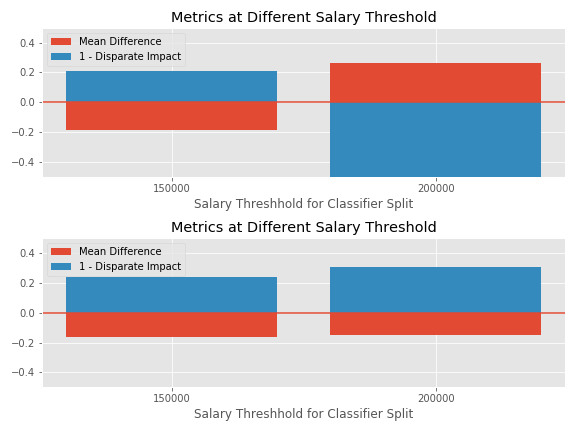 Metrics at Different Salary Threshold
Mean Difference
1 - Disparate Impact
0.4
0.2
0.0
−0.2
−0.4
150000
200000
Salary Threshhold for Classifier Split
Metrics at Different Salary Threshold
Mean Difference
1 - Disparate Impact
0.4
0.2
0.0
−0.2
−0.4
150000
200000
Salary Threshhold for Classifier Split